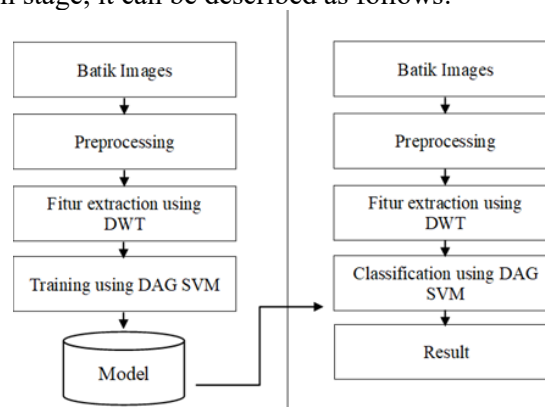 stage, it can be described as follows:
Batik Images
Preprocessing
Fitur extraction using
DWT
Training using DAG SVM
Model
Batik Images
Preprocessing
Fitur extraction using
DWT
Classification using DAG
SVM
Result